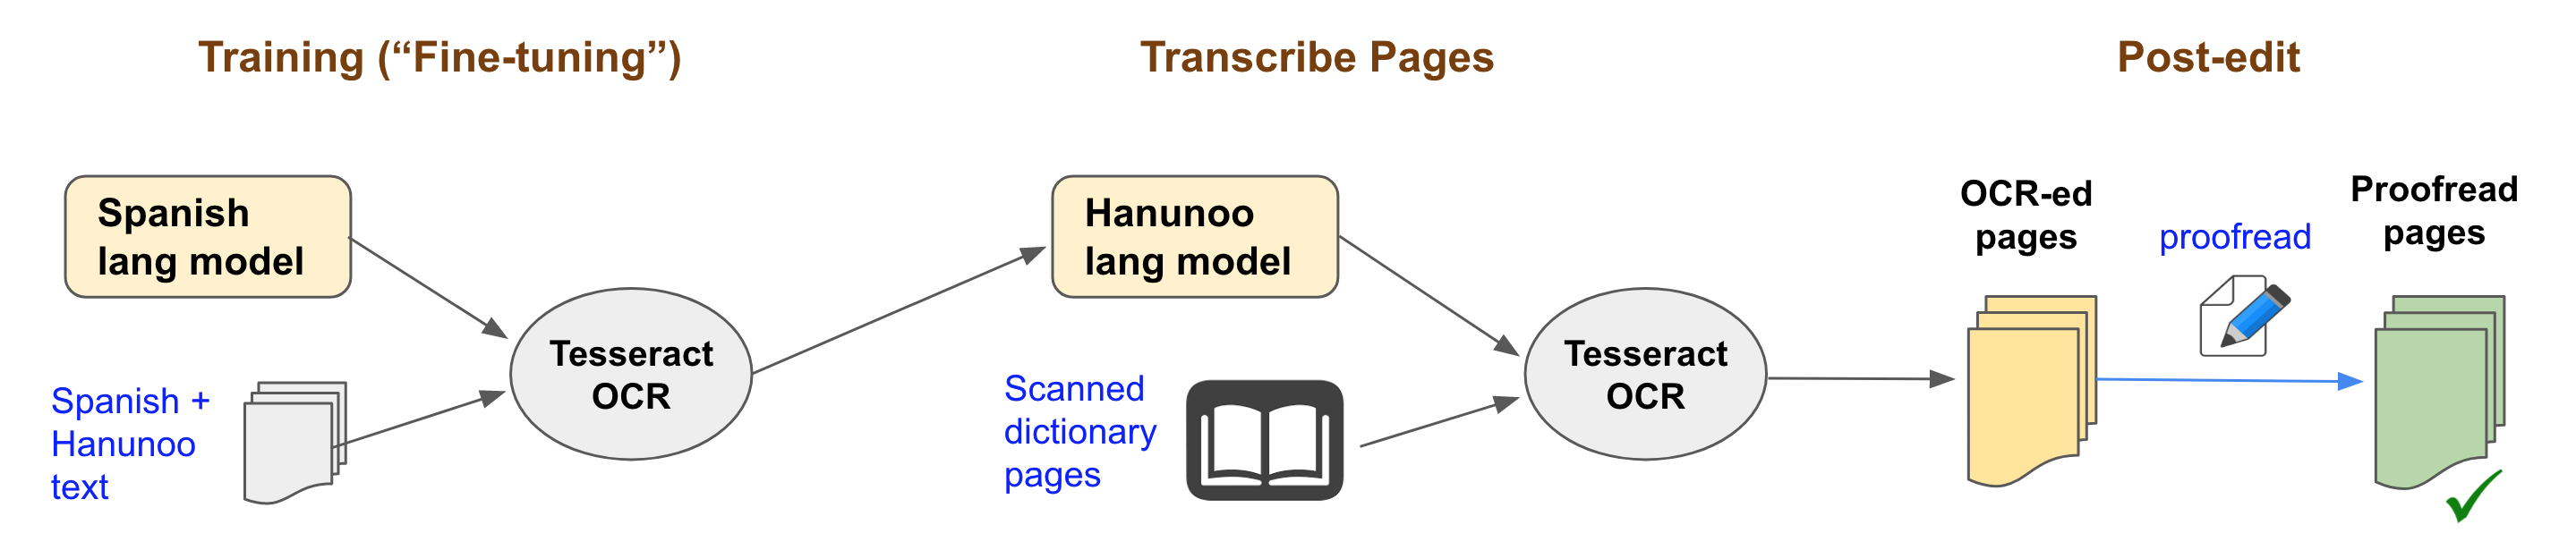 Training (“Fine-tuning”)
Transcribe Pages
Post-edit
Spanish
lang model
Spanish +
Hanunoo
text
Tesseract
OCR
Hanunoo
lang model
Scanned
dictionary
pages
Tesseract
OCR
OCR-ed
pages
proofread
Proofread
pages